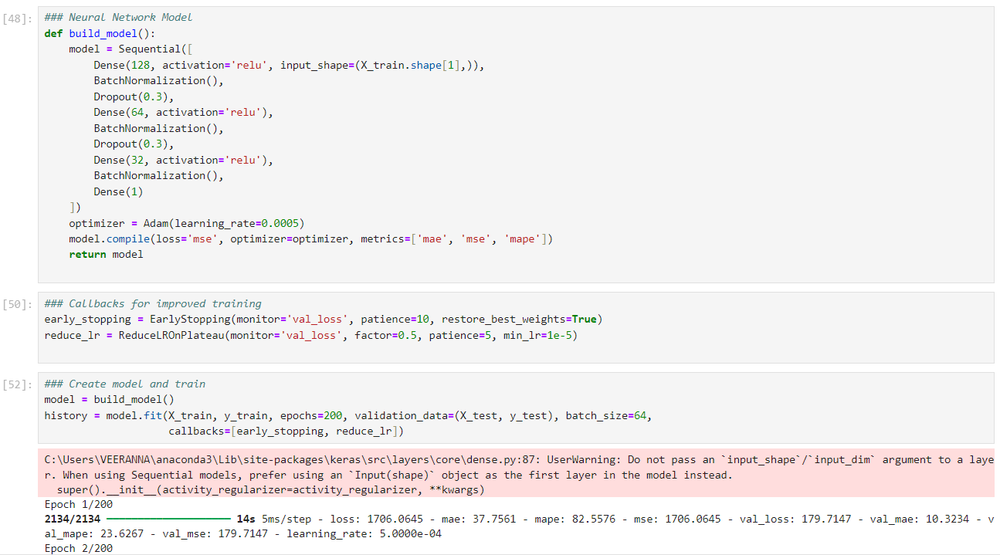 [48]: ### Neural Network Model
def build_model():
    model = Sequential([
        Dense(128, activation='relu', input_shape=(X_train.shape[1],)),
        BatchNormalization(),
        Dropout(0.3),
        Dense(64, activation='relu'),
        BatchNormalization(),
        Dropout(0.3),
        Dense(32, activation='relu'),
        BatchNormalization(),
        Dense(1)
    ])
    optimizer = Adam(learning_rate=0.0005)
    model.compile(loss='mse', optimizer=optimizer, metrics=['mae', 'mse', 'mape'])
    return model
[50]: ### Callbacks for improved training
early_stopping = EarlyStopping(monitor='val_loss', patience=10, restore_best_weights=True)
reduce_lr = ReduceLROnPlateau(monitor='val_loss', factor=0.5, patience=5, min_lr=1e-5)
[52]: ### Create model and train
model = build_model()
history = model.fit(X_train, y_train, epochs=200, validation_data=(X_test, y_test), batch_size=64,
                    callbacks=[early_stopping, reduce_lr])
C:\Users\VEERANNA\anaconda3\Lib\site-packages\keras\src\layers\core\dense.py:87: UserWarning: Do not pass an `input_shape`/`input_dim` argument to a laye
r. When using Sequential models, prefer using an `Input(shape)` object as the first layer in the model instead.
  super().__init__(activity_regularizer=activity_regularizer, **kwargs)
Epoch 1/200
2134/2134 ━━━━━━━━━━━━━━━━━━━━ 14s 5ms/step - loss: 1706.0645 - mae: 37.7561 - mape: 82.5576 - mse: 1706.0645 - val_loss: 179.7147 - val_mae: 10.3234 - v
al_mape: 23.6267 - val_mse: 179.7147 - learning_rate: 5.0000e-04
Epoch 2/200